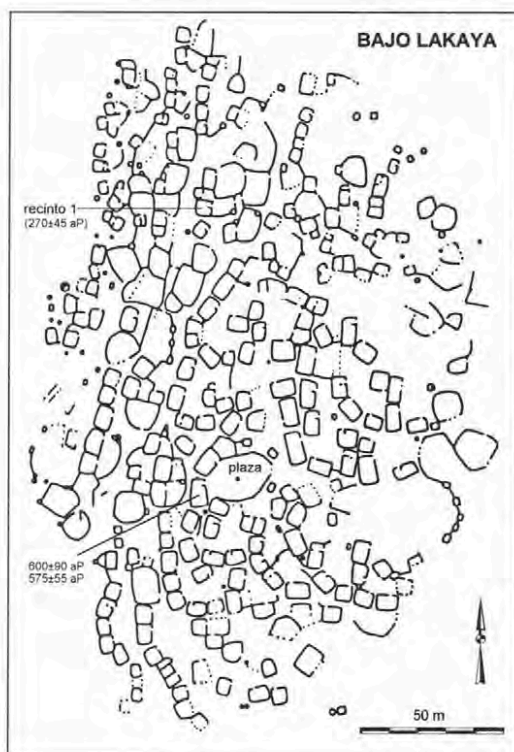 BAJO LAKAYA
recinto 1
(270±45 aP)
plaza
600±90 aP
575±55 aP
50 m